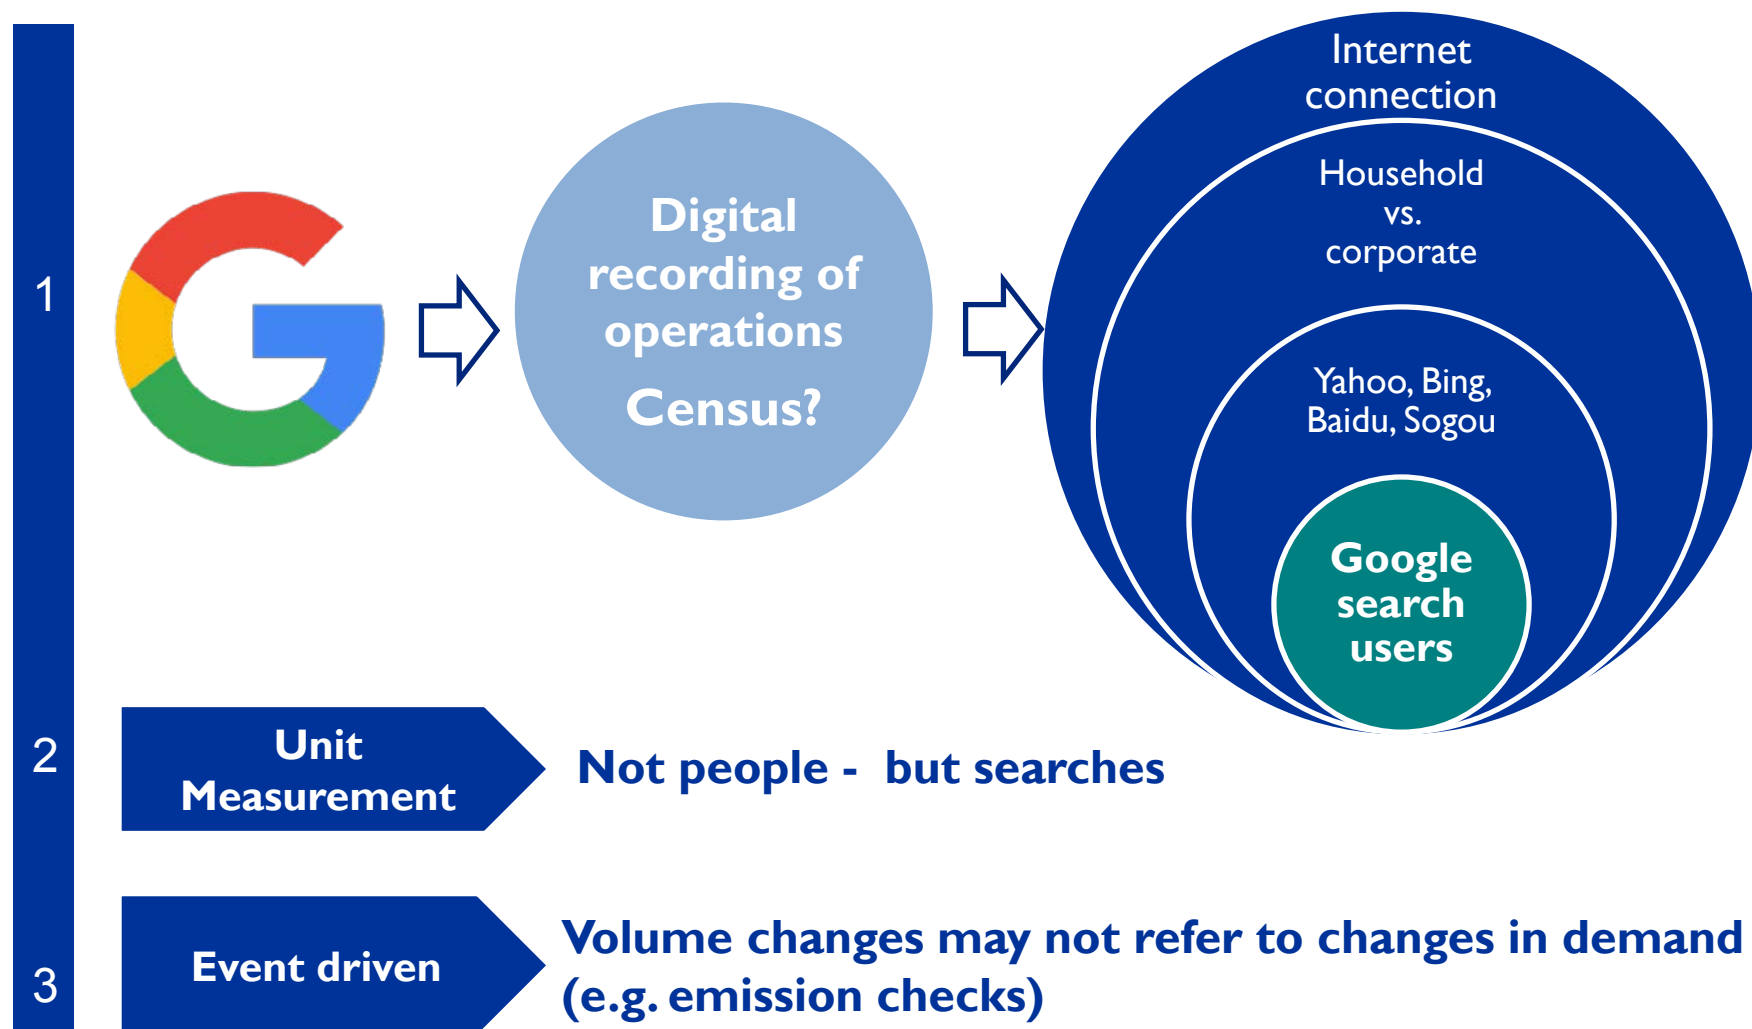 1
Digital
recording of
operations
Census?
Internet
connection
Household
vs.
corporate
Yahoo, Bing,
Baidu, Sogou
Google
search
users
2
Unit
Measurement
Not people - but searches
3
Event driven
Volume changes may not refer to changes in demand
(e.g. emission checks)